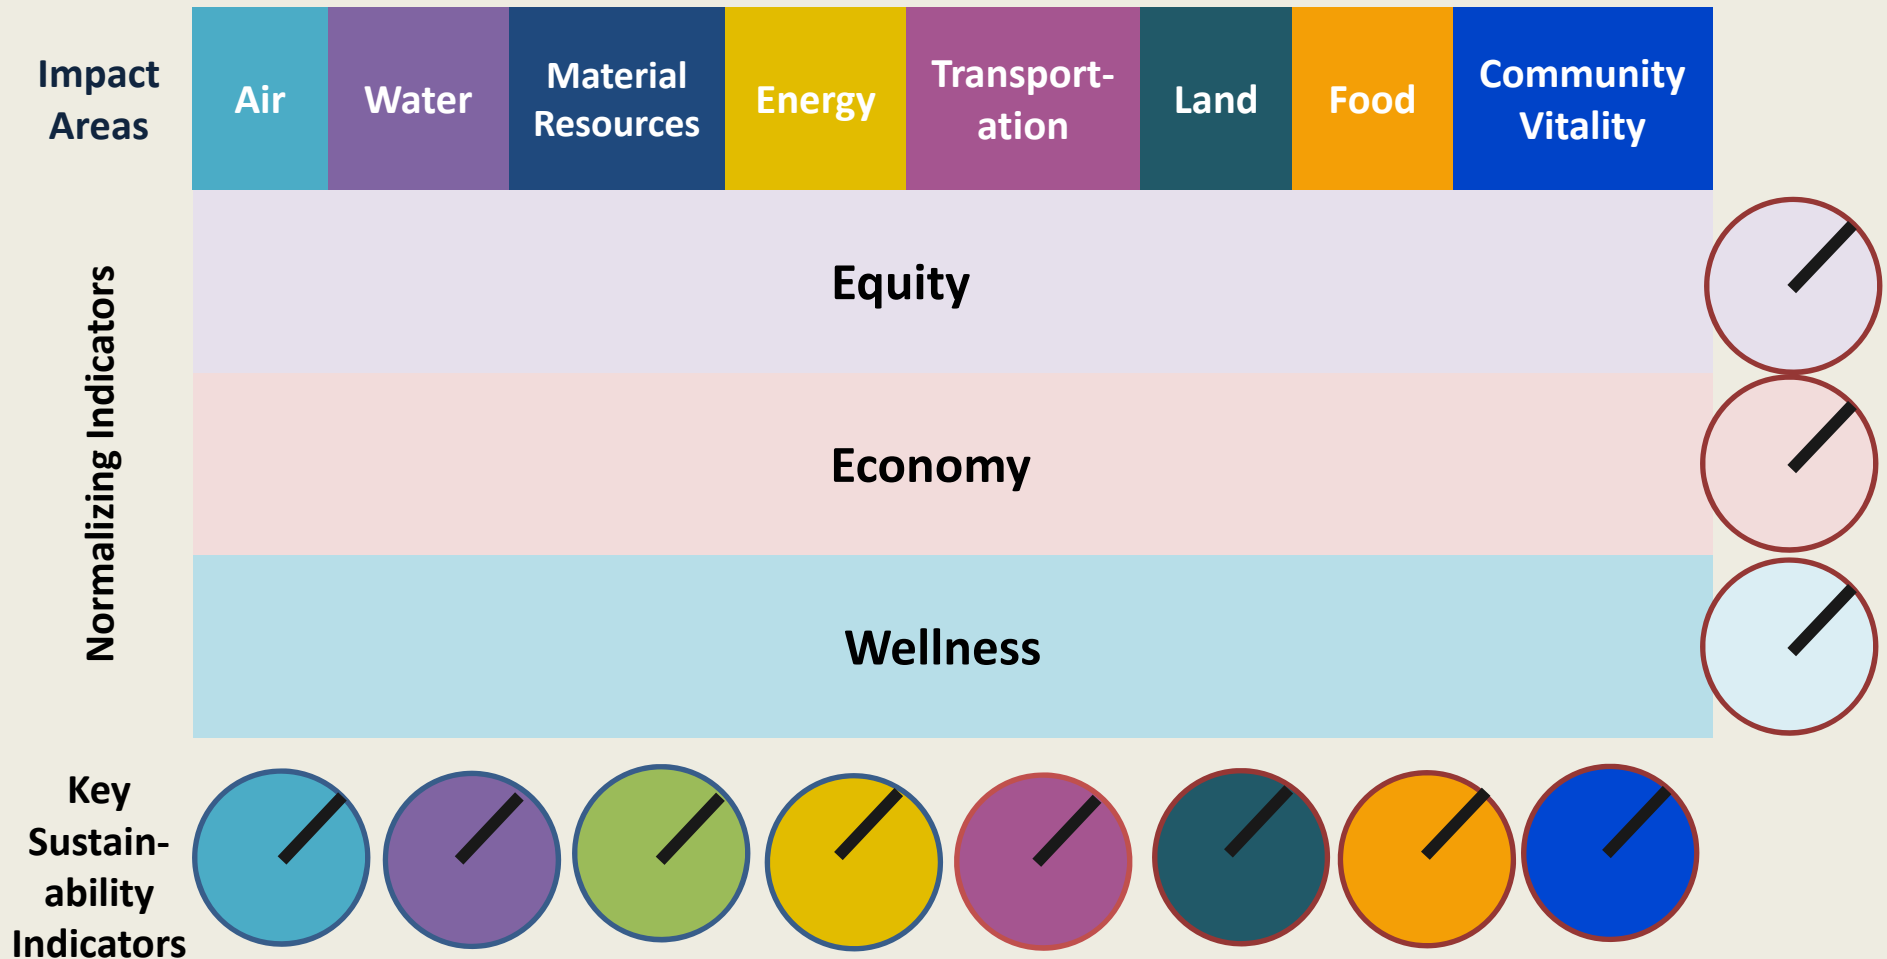 Impact
Areas
Air
Water
Material
Resources
Energy
Transport-
ation
Land
Food
Community
Vitality
Normalizing Indicators
Equity
Economy
Wellness
Key
Sustain-
ability
Indicators